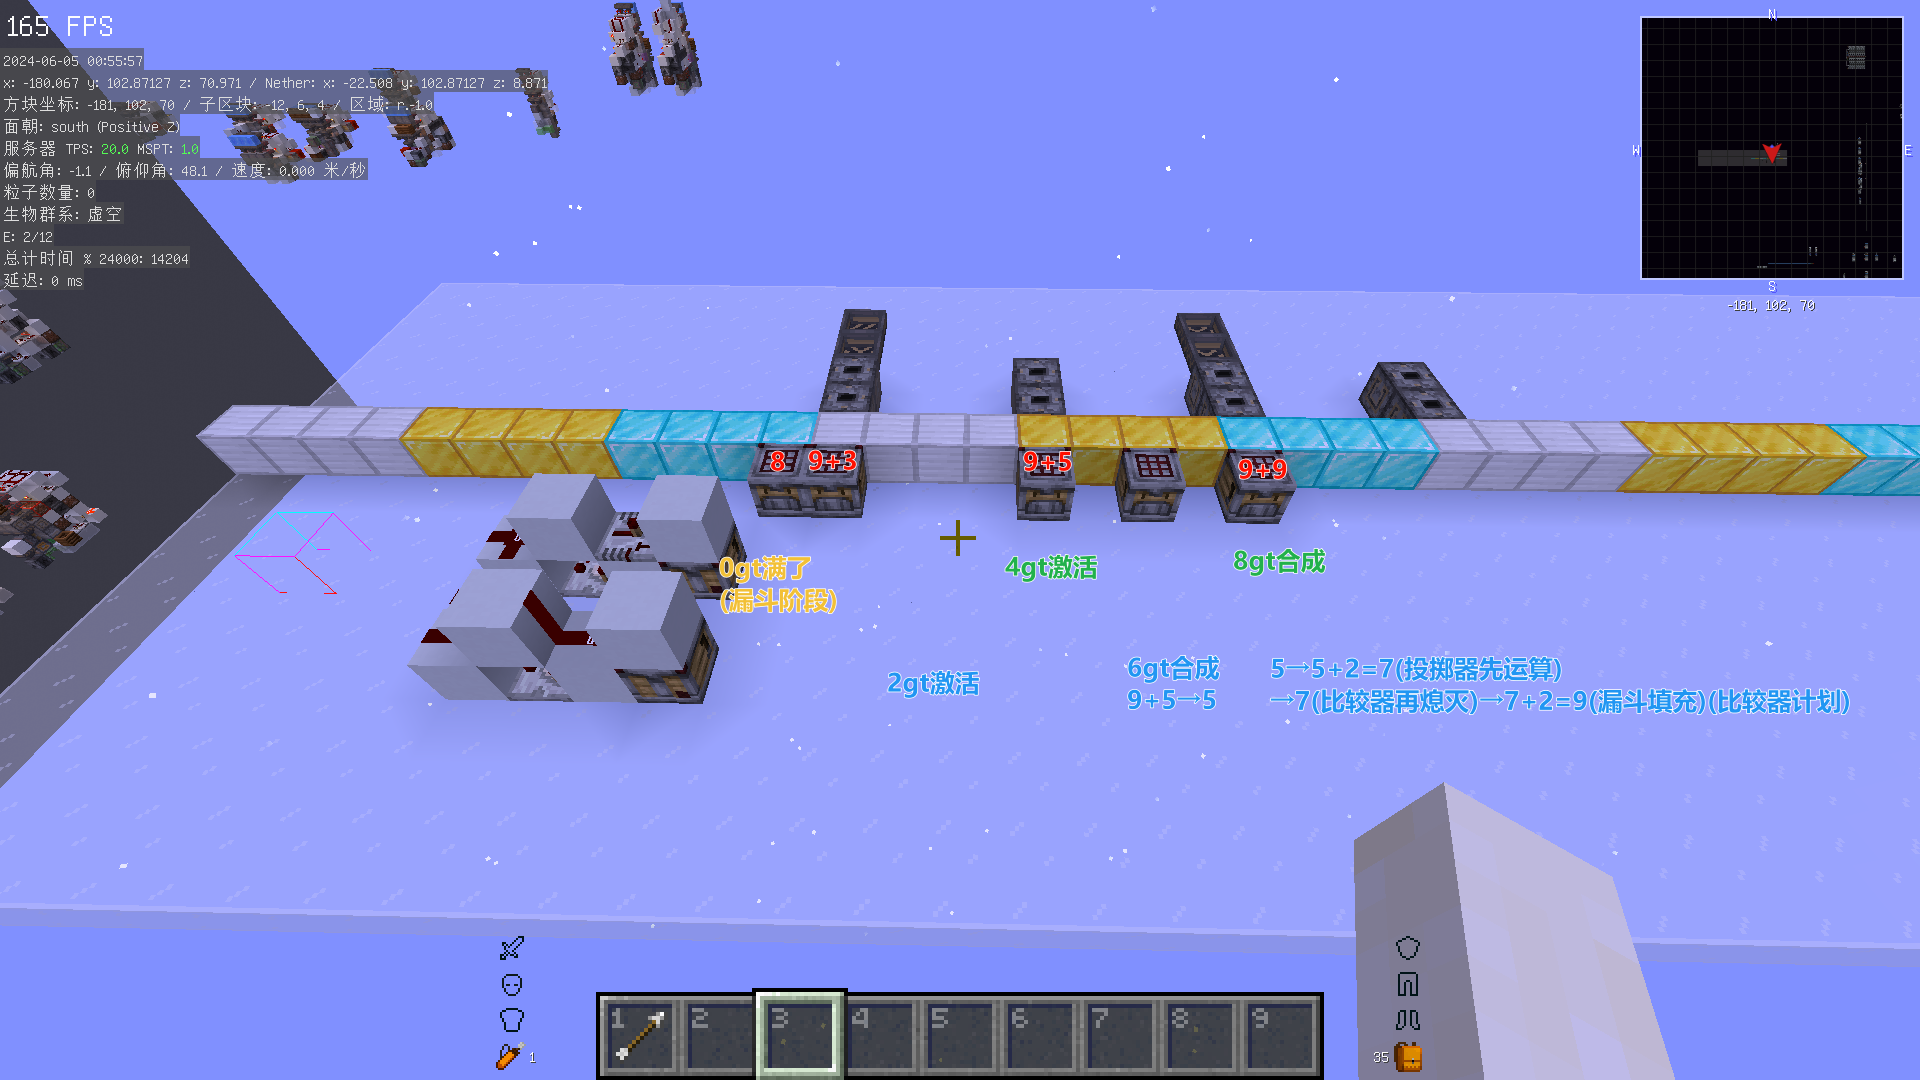 165 FPS
2024-06-05 00:55:57
x: -180.067 y: 102.87127 z: 70.971 / Nether: x: -22.508 y: 102.87127 z: 8.871
方块坐标: -181, 102, 70 / 子区块: -12, 6, 4 / 区域: r.-1.0
面朝: south (Positive Z)
服务器 TPS: 20.0 MSPT: 1.0
偏航角: -1.1 / 俯仰角: 48.1 / 速度: 0.000 米/秒
粒子数量: 0
生物群系: 虚空
E: 2/12
总计时间 % 24000: 14204
延迟: 0 ms
N
W
E
S
-181, 102, 70
8
9+3
9+5
9+9
0gt满了
(漏斗阶段)
4gt激活
8gt合成
2gt激活
6gt合成
9+5→5
5→5+2=7(投掷器先运算)
→7(比较器再熄灭)→7+2=9(漏斗填充)(比较器计划)
1
35
1
2
3
4
5
6
7
8
9